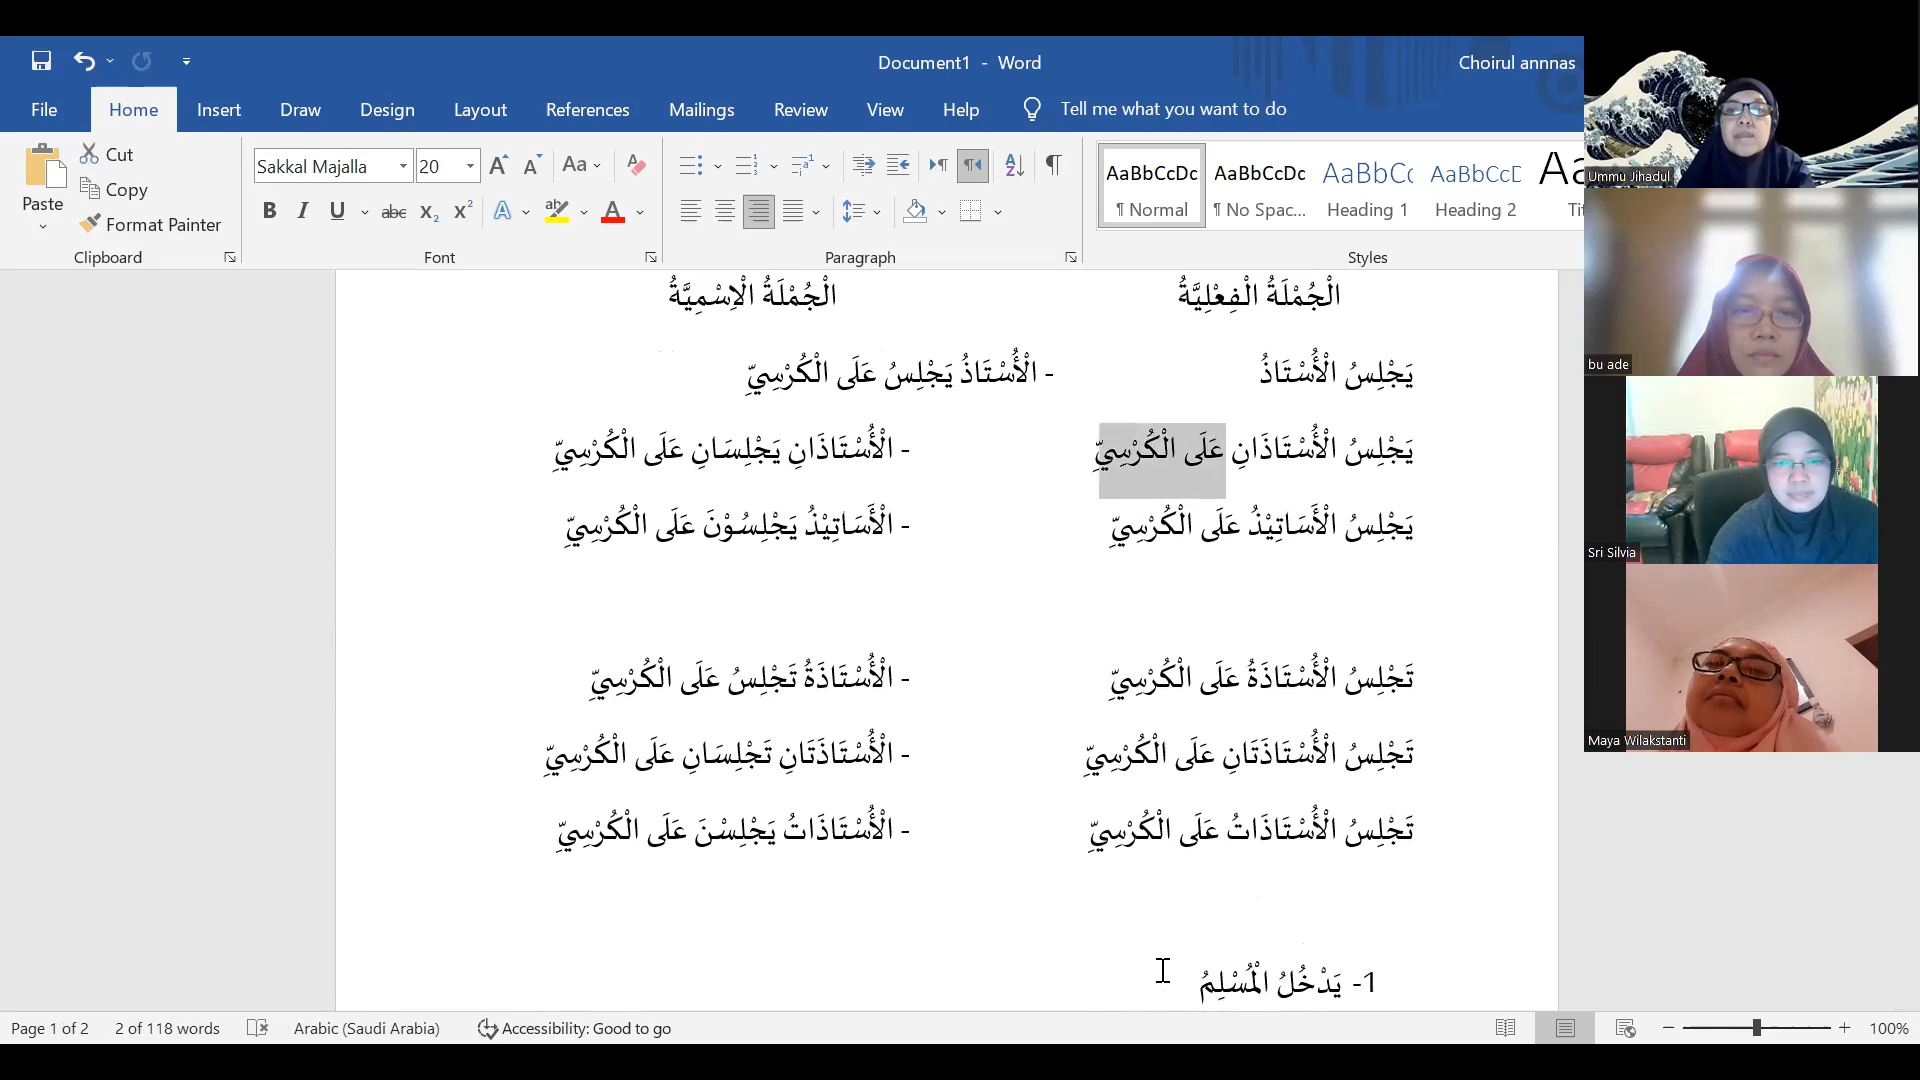 Document1 - Word
Choirul annnas
File Home Insert Draw Design Layout References Mailings Review View Help Tell me what you want to do
Paste
Cut
Copy
Format Painter
Clipboard
Sakkal Majalla 20
Font
Paragraph
AaBbCcDc AaBbCcDc AaBbCc AaBbCcD Aa
¶ Normal ¶ No Spac... Heading 1 Heading 2 Tit
Styles
الْجُمْلَةُ الْفِعْلِيَّةُ الْجُمْلَةُ الْاِسْمِيَّةُ
يَجْلِسُ الْأُسْتَاذُ - الْأُسْتَاذُ يَجْلِسُ عَلَى الْكُرْسِيِّ
يَجْلِسُ الْأُسْتَاذَانِ عَلَى الْكُرْسِيِّ - الْأُسْتَاذَانِ يَجْلِسَانِ عَلَى الْكُرْسِيِّ
يَجْلِسُ الْأَسَاتِيْذُ عَلَى الْكُرْسِيِّ - الْأَسَاتِيْذُ يَجْلِسُوْنَ عَلَى الْكُرْسِيِّ
تَجْلِسُ الْأُسْتَاذَةُ عَلَى الْكُرْسِيِّ - الْأُسْتَاذَةُ تَجْلِسُ عَلَى الْكُرْسِيِّ
تَجْلِسُ الْأُسْتَاذَتَانِ عَلَى الْكُرْسِيِّ - الْأُسْتَاذَتَانِ تَجْلِسَانِ عَلَى الْكُرْسِيِّ
تَجْلِسُ الْأُسْتَاذَاتُ عَلَى الْكُرْسِيِّ - الْأُسْتَاذَاتُ يَجْلِسْنَ عَلَى الْكُرْسِيِّ
1- يَدْخُلُ الْمُسْلِمُ
Page 1 of 2 2 of 118 words Arabic (Saudi Arabia) Accessibility: Good to go 100%
Ummu Jihadul
bu ade
Sri Silvia
Maya Wilakstanti